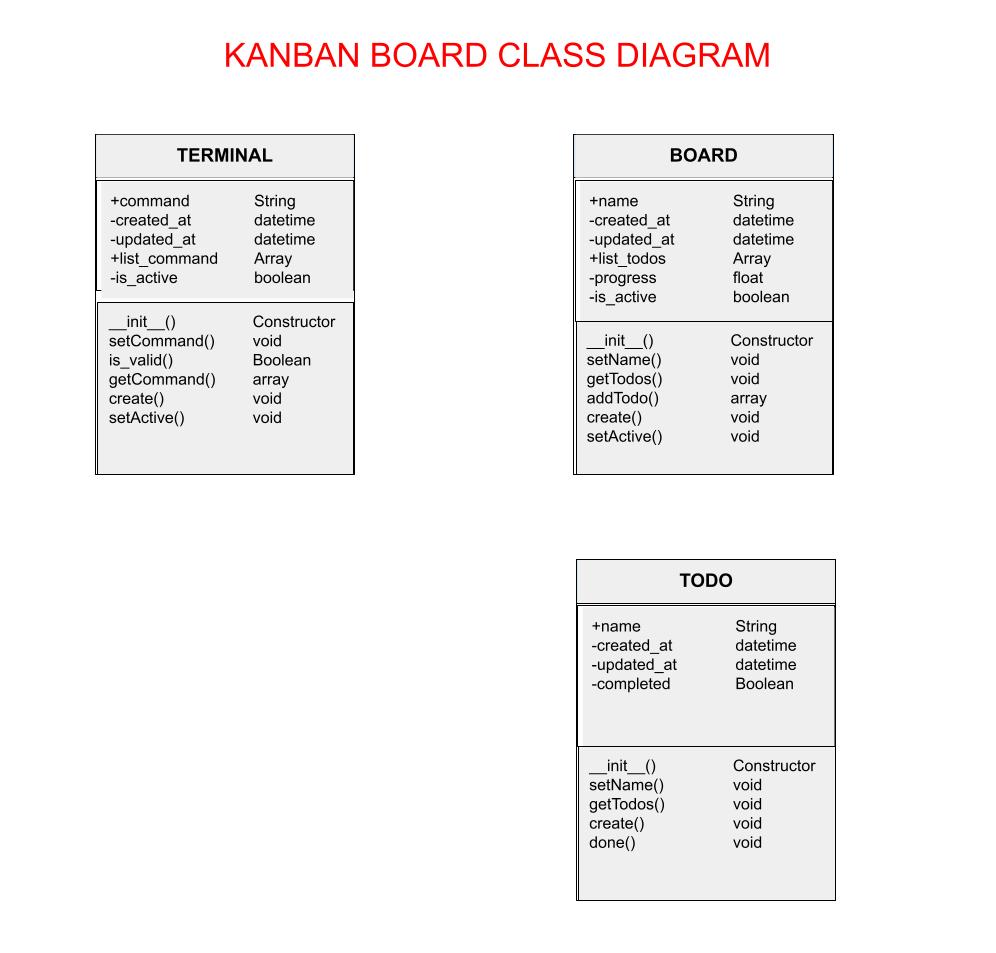 KANBAN BOARD CLASS DIAGRAM
TERMINAL
+command String
-created_at datetime
-updated_at datetime
+list_command Array
-is_active boolean
__init__() Constructor
setCommand() void
is_valid() Boolean
getCommand() array
create() void
setActive() void
BOARD
+name String
-created_at datetime
-updated_at datetime
+list_todos Array
-progress float
-is_active boolean
__init__() Constructor
setName() void
getTodos() void
addTodo() array
create() void
setActive() void
TODO
+name String
-created_at datetime
-updated_at datetime
-completed Boolean
__init__() Constructor
setName() void
getTodos() void
create() void
done() void